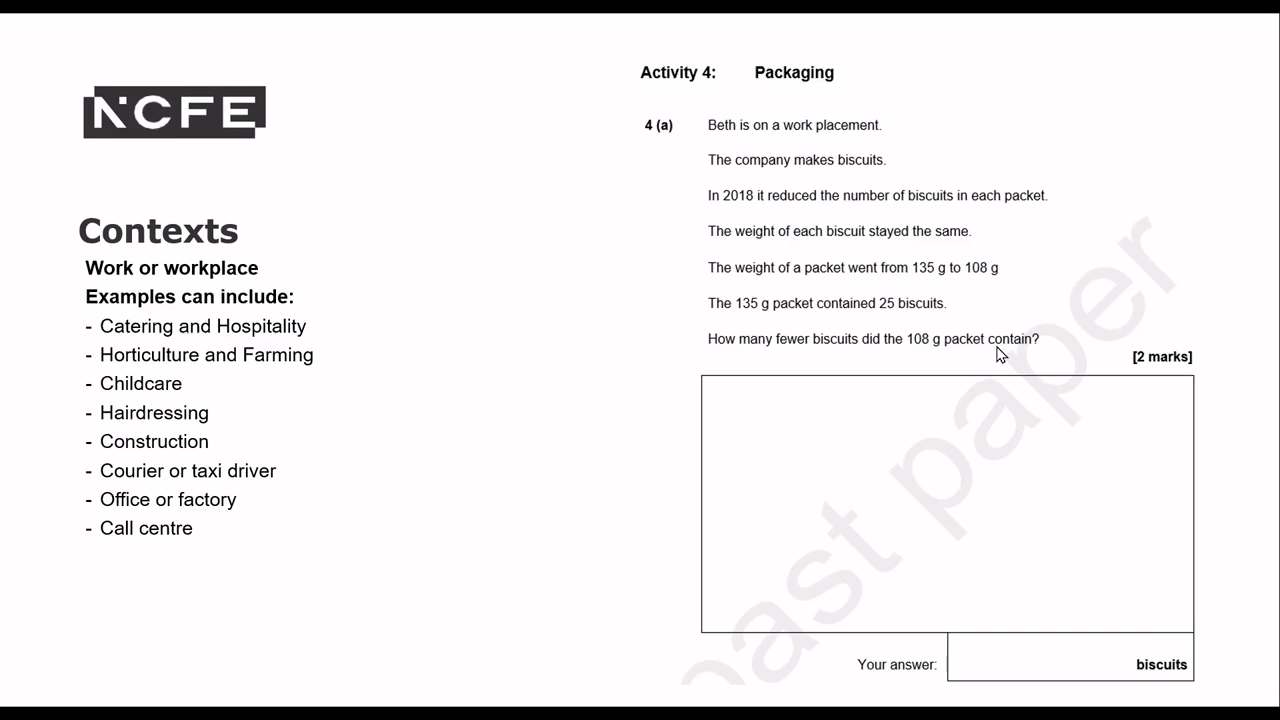 NCFE
Contexts
Work or workplace
Examples can include:
- Catering and Hospitality
- Horticulture and Farming
- Childcare
- Hairdressing
- Construction
- Courier or taxi driver
- Office or factory
- Call centre
Activity 4: Packaging
4 (a) Beth is on a work placement.
The company makes biscuits.
In 2018 it reduced the number of biscuits in each packet.
The weight of each biscuit stayed the same.
The weight of a packet went from 135 g to 108 g
The 135 g packet contained 25 biscuits.
How many fewer biscuits did the 108 g packet contain?
[2 marks]
Your answer: biscuits
past paper